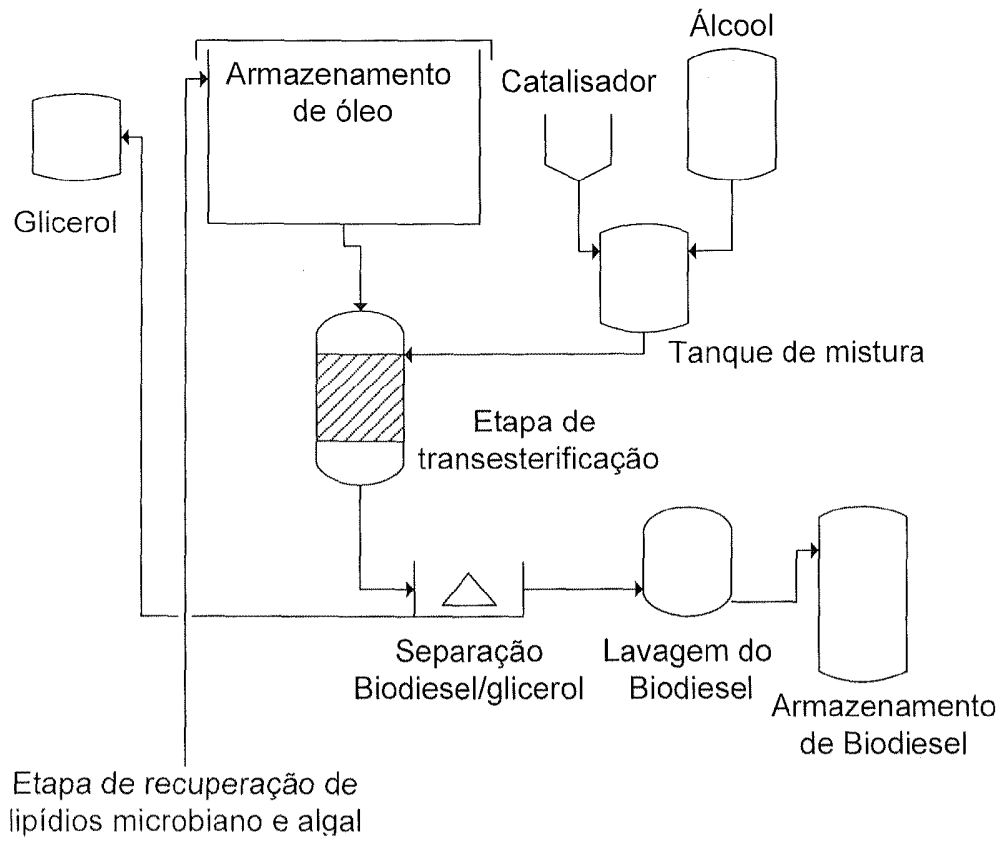 Álcool
Armazenamento
de óleo
Catalisador
Glicerol
Tanque de mistura
Etapa de
transesterificação
Separação
Biodiesel/glicerol
Lavagem do
Biodiesel
Armazenamento
de Biodiesel
Etapa de recuperação de
lipídios microbiano e algal